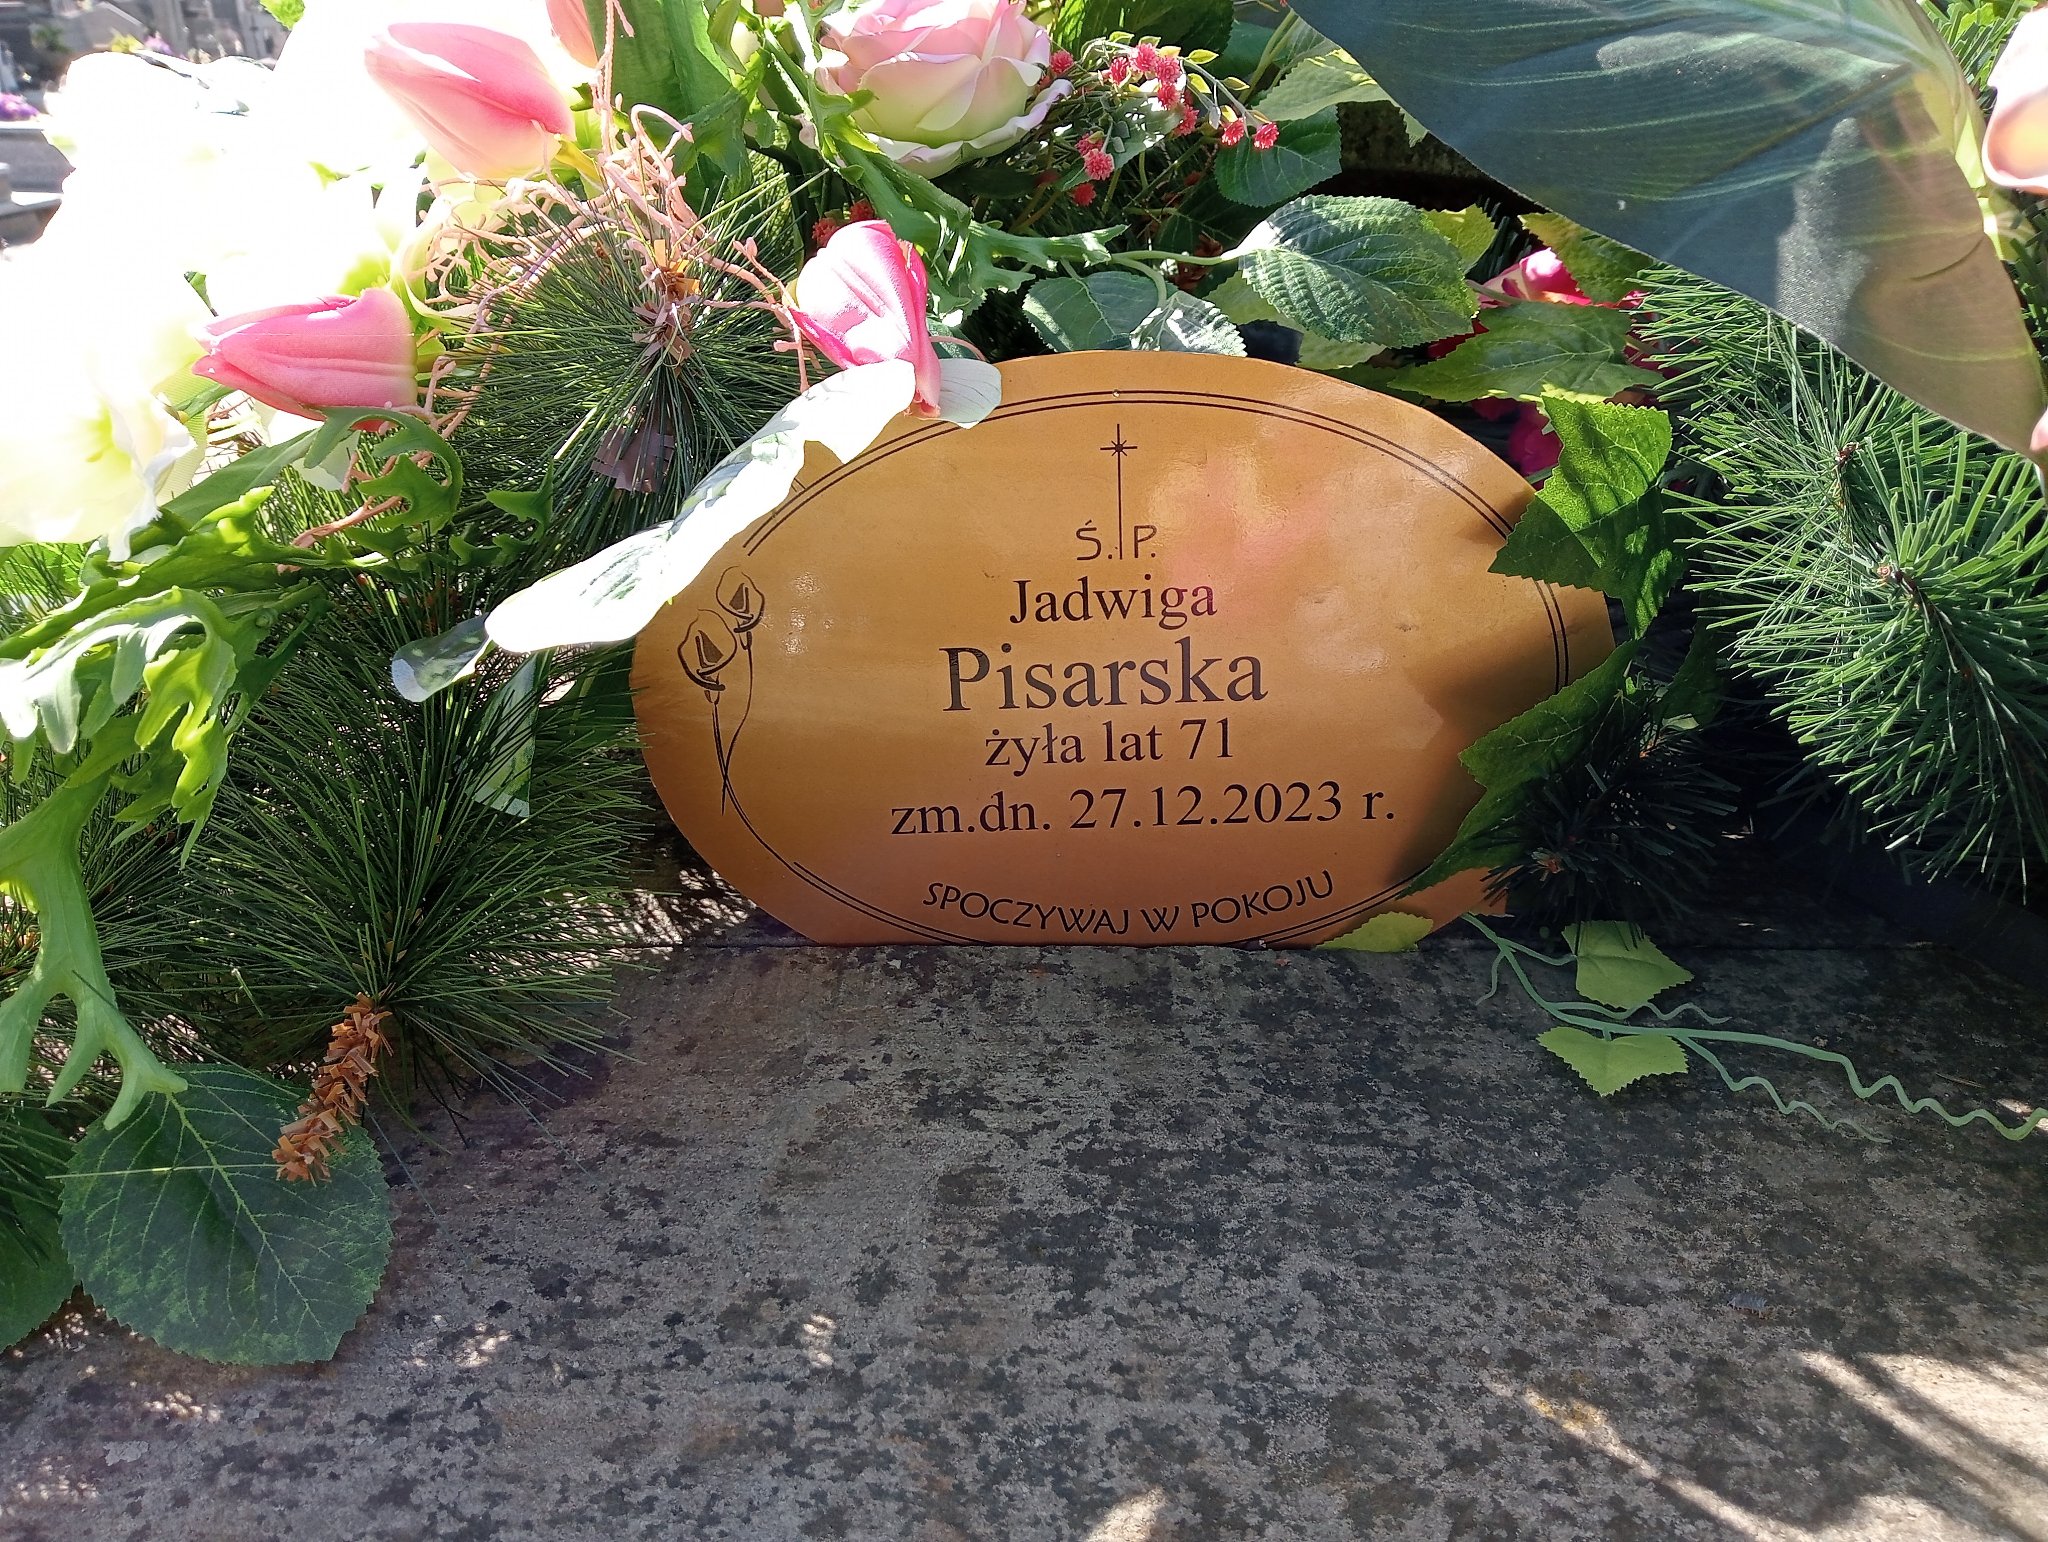 Ś. P.
Jadwiga
Pisarska
żyła lat 71
zm.dn. 27.12.2023 r.
SPOCZYWAJ W POKOJU